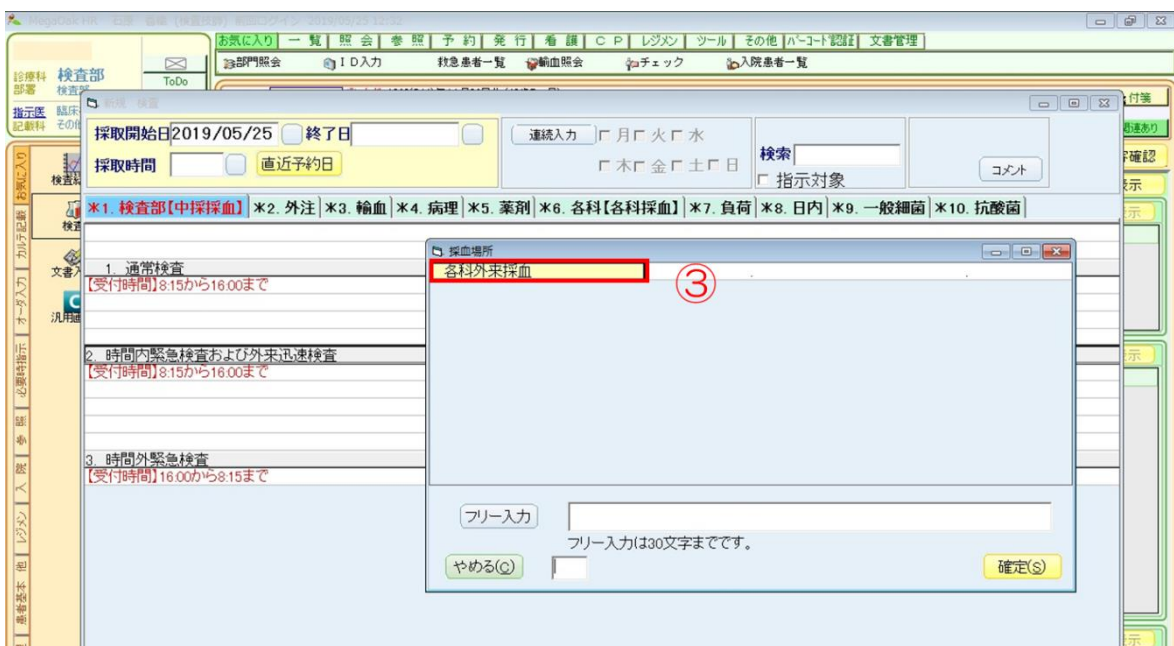 MegaOak HR
2019/05/25 12:32
お気に入り 一 覧 照 会 参 照 予 約 発 行 看 護 C P レジメン ツール その他 バーコード認証 文書管理
部門照会 ID入力 救急患者一覧 輸血照会 チェック 入院患者一覧
ToDo
診療科 検査部
部署
指示医
記載科
付箋
関連あり
新規 検査
採取開始日 2019/05/25 終了日
採取時間 直近予約日
連続入力 月 火 水
木 金 土 日
検索
指示対象
コメント
*1. 検査部【中採採血】 *2. 外注 *3. 輸血 *4. 病理 *5. 薬剤 *6. 各科【各科採血】 *7. 負荷 *8. 日内 *9. 一般細菌 *10. 抗酸菌
1. 通常検査
【受付時間】8:15から16:00まで
2. 時間内緊急検査および外来迅速検査
【受付時間】8:15から16:00まで
3. 時間外緊急検査
【受付時間】16:00から8:15まで
採血場所
各科外来採血
③
フリー入力
フリー入力は30文字までです。
やめる(C) 確定(S)
お気に入り
カルテ記載
オーダ入力
必要時指示
参 照
入 院
レジメン
患者基本